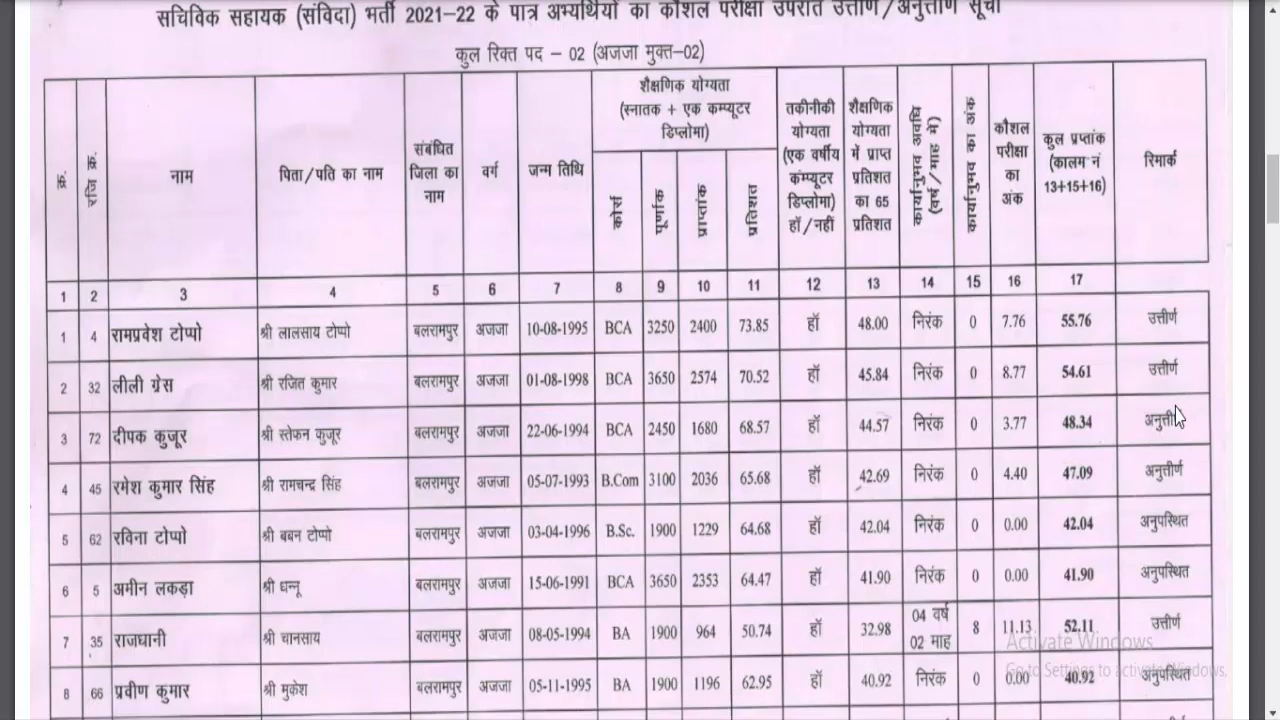 सचिविक सहायक (संविदा) भर्ती 2021–22 के पात्र अभ्यर्थियों का कौशल परीक्षा उपरांत उत्तीर्ण/अनुत्तीर्ण सूची
कुल रिक्त पद – 02 (अजजा मुक्त–02)
क्र. रजि क्र. नाम पिता/पति का नाम संबंधित जिला का नाम वर्ग जन्म तिथि शैक्षणिक योग्यता (स्नातक + एक कम्प्यूटर डिप्लोमा) कोर्स पूर्णांक प्राप्तांक प्रतिशत तकीनीकी योग्यता (एक वर्षीय कंम्प्यूटर डिप्लोमा) हॉ/नहीं शैक्षणिक योग्यता में प्राप्त प्रतिशत का 65 प्रतिशत कार्यानुभव अवधि (वर्ष/माह में) कार्यानुभव का अंक कौशल परीक्षा का अंक कुल प्राप्तांक (कालम नं 13+15+16) रिमार्क
1 2 3 4 5 6 7 8 9 10 11 12 13 14 15 16 17
1 4 रामप्रवेश टोप्पो श्री लालसाय टोप्पो बलरामपुर अजजा 10-08-1995 BCA 3250 2400 73.85 हॉ 48.00 निरंक 0 7.76 55.76 उत्तीर्ण
2 32 लीली ग्रेस श्री रजित कुमार बलरामपुर अजजा 01-08-1998 BCA 3650 2574 70.52 हॉ 45.84 निरंक 0 8.77 54.61 उत्तीर्ण
3 72 दीपक कुजूर श्री स्तेफन कुजूर बलरामपुर अजजा 22-06-1994 BCA 2450 1680 68.57 हॉ 44.57 निरंक 0 3.77 48.34 अनुत्तीर्ण
4 45 रमेश कुमार सिंह श्री रामचन्द्र सिंह बलरामपुर अजजा 05-07-1993 B.Com 3100 2036 65.68 हॉ 42.69 निरंक 0 4.40 47.09 अनुत्तीर्ण
5 62 रविना टोप्पो श्री बबन टोप्पो बलरामपुर अजजा 03-04-1996 B.Sc. 1900 1229 64.68 हॉ 42.04 निरंक 0 0.00 42.04 अनुपस्थित
6 5 अमीन लकड़ा श्री धन्नू बलरामपुर अजजा 15-06-1991 BCA 3650 2353 64.47 हॉ 41.90 निरंक 0 0.00 41.90 अनुपस्थित
7 35 राजधानी श्री चानसाय बलरामपुर अजजा 08-05-1994 BA 1900 964 50.74 हॉ 32.98 04 वर्ष 02 माह 8 11.13 52.11 उत्तीर्ण
8 66 प्रवीण कुमार श्री मुकेश बलरामपुर अजजा 05-11-1995 BA 1900 1196 62.95 हॉ 40.92 निरंक 0 0.00 40.92 अनुपस्थित
Activate Windows
Go to Settings to activate Windows.